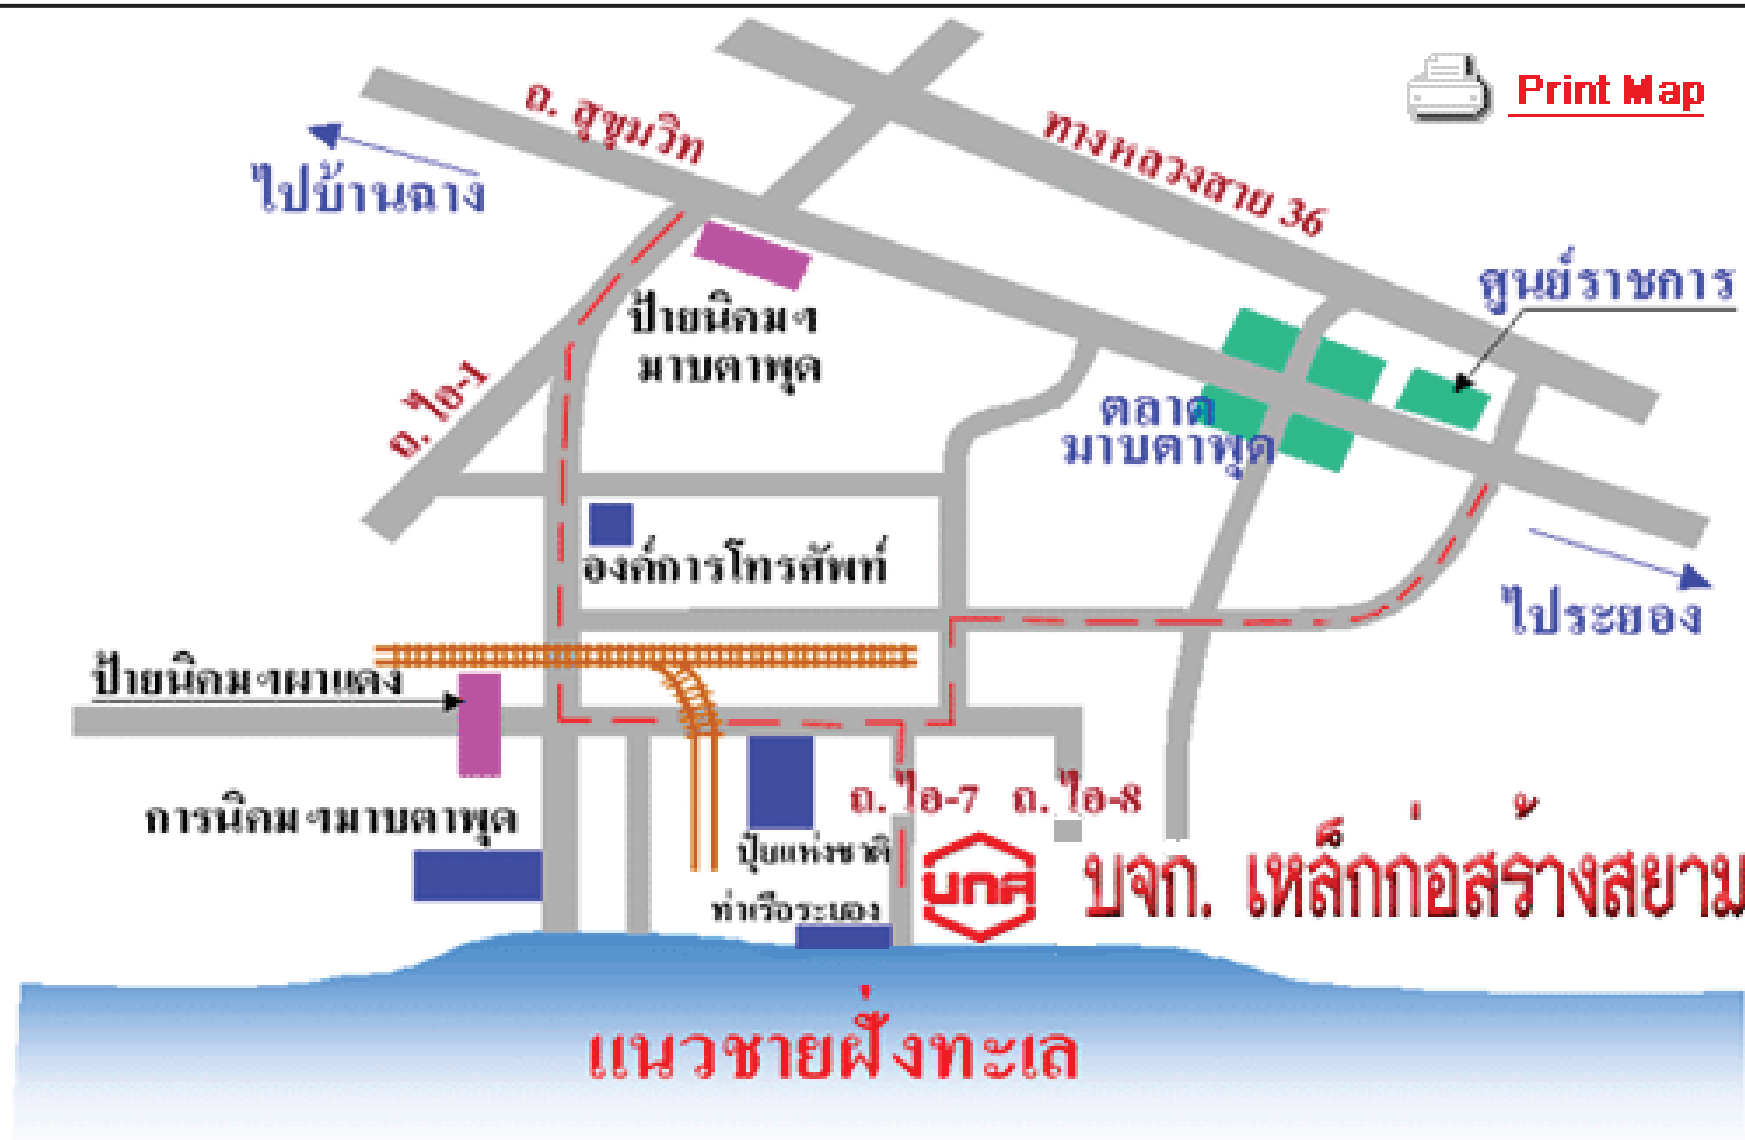 Print Map
ถ. สุขุมวิท
ทางหลวงสาย 36
ไปบ้านฉาง
ศูนย์ราชการ
ป้ายนิคมฯ
มาบตาพุด
ถ. ไอ-1
ตลาด
มาบตาพุด
องค์การโทรศัพท์
ไประยอง
ป้ายนิคมฯผาแดง
การนิคมฯมาบตาพุด
ถ. ไอ-7
ถ. ไอ-8
ปุ๋ยแห่งชาติ
บกส
บจก. เหล็กก่อสร้างสยาม
ท่าเรือระยอง
แนวชายฝั่งทะเล